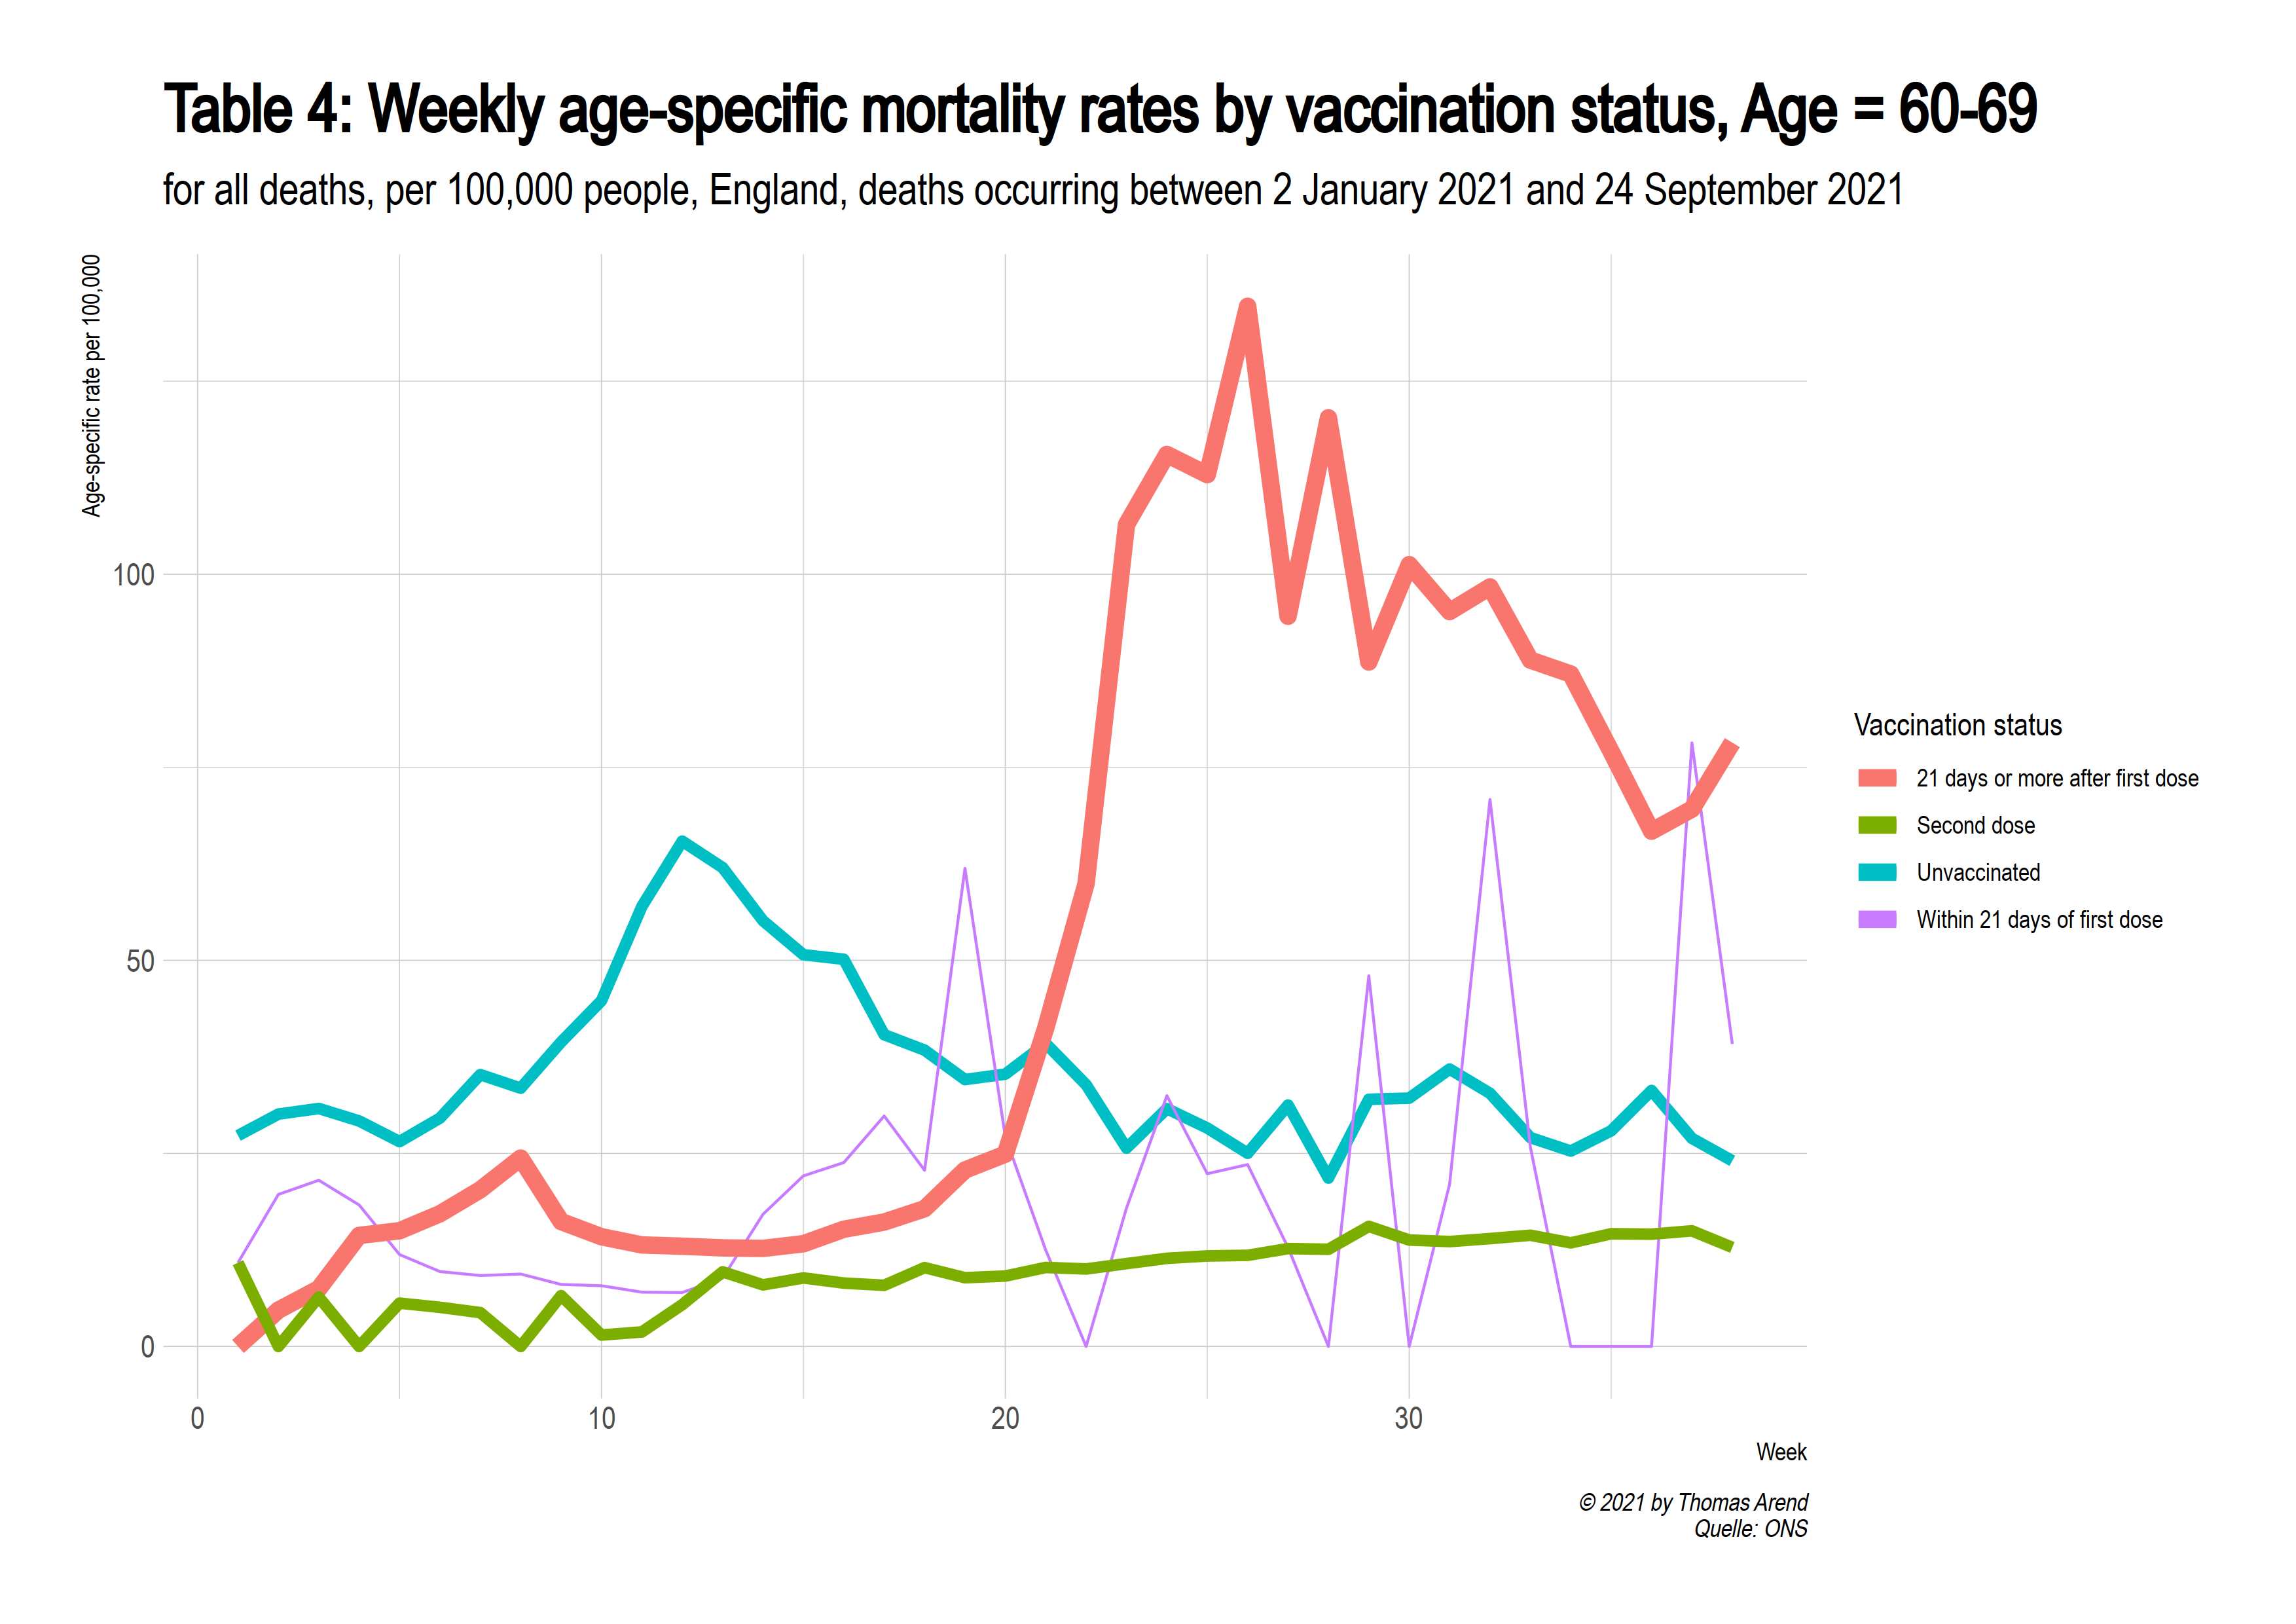 Table 4: Weekly age-specific mortality rates by vaccination status, Age = 60-69
for all deaths, per 100,000 people, England, deaths occurring between 2 January 2021 and 24 September 2021
Age-specific rate per 100,000
100
50
0
0 10 20 30
Week
Vaccination status
21 days or more after first dose
Second dose
Unvaccinated
Within 21 days of first dose
© 2021 by Thomas Arend
Quelle: ONS